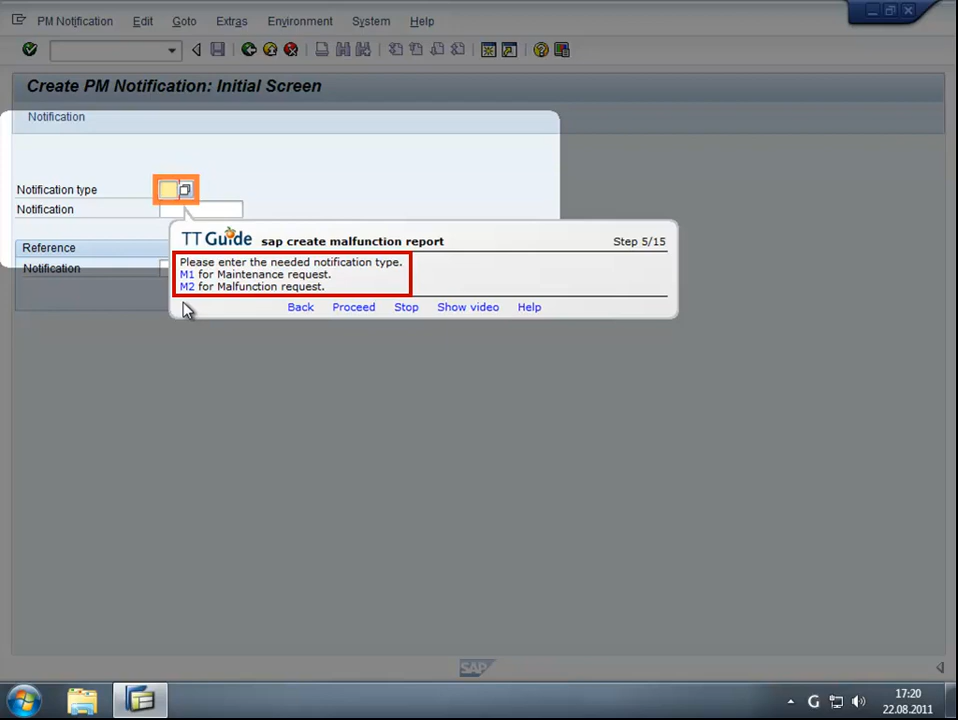 PM Notification Edit Goto Extras Environment System Help
Create PM Notification: Initial Screen
Notification
Notification type
Notification
TT Guide sap create malfunction report Step 5/15
Reference
Please enter the needed notification type.
Notification
M1 for Maintenance request.
M2 for Malfunction request.
Back Proceed Stop Show video Help
SAP
G
17:20
22.08.2011